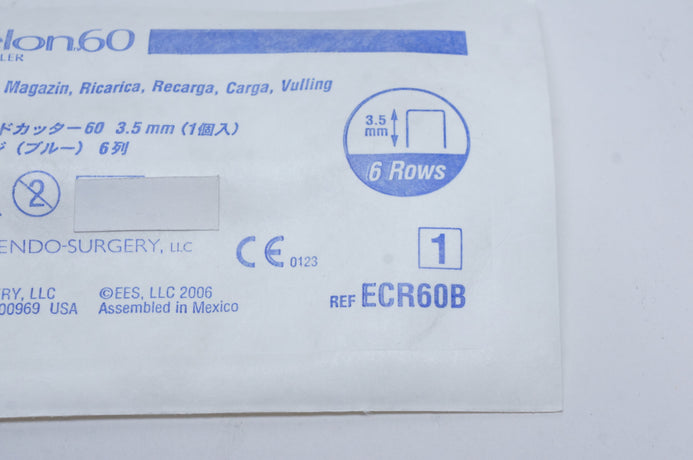 elon60
LER
Magazin, Ricarica, Recarga, Carga, Vulling
ドカッター60 3.5mm (1個入)
ジ (ブルー) 6列
3.5
mm
6 Rows
2
ENDO-SURGERY, LLC
CE 0123
1
RY, LLC ©EES, LLC 2006
00969 USA Assembled in Mexico
REF ECR60B